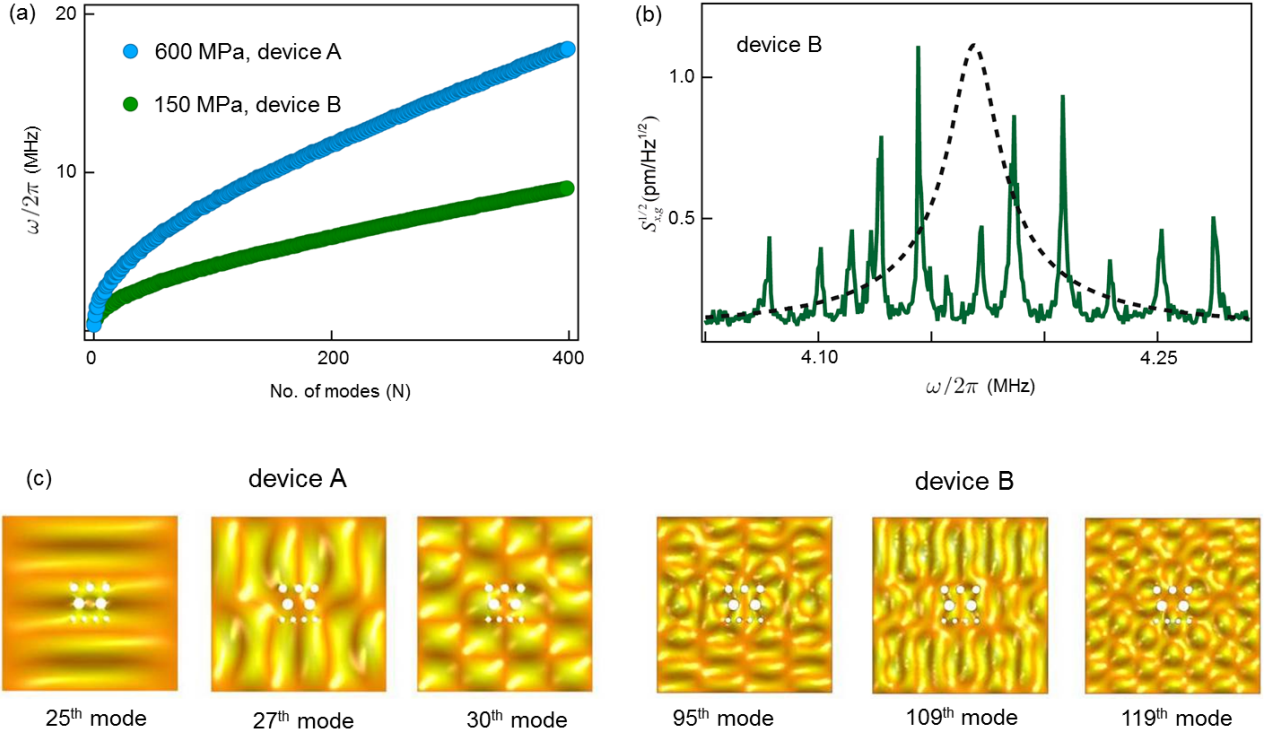 (a)
20
10
ω/2π (MHz)
600 MPa, device A
150 MPa, device B
0
200
400
No. of modes (N)
(b)
device B
1.0
0.5
S_{x,g}^{1/2} (pm/Hz^{1/2})
4.10
4.25
ω/2π (MHz)
(c)
device A
device B
25th mode
27th mode
30th mode
95th mode
109th mode
119th mode